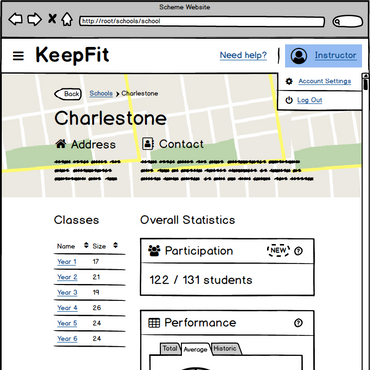 Scheme Website
http://root/schools/school
KeepFit
Need help?
Instructor
Account Settings
Log Out
Back
Schools
Charlestone
Charlestone
Address
Contact
Classes
Overall Statistics
Name Size
Year 1 17
Year 2 21
Year 3 19
Year 4 26
Year 5 24
Year 6 24
Participation
NEW
?
122 / 131 students
Performance
?
Total Average Historic